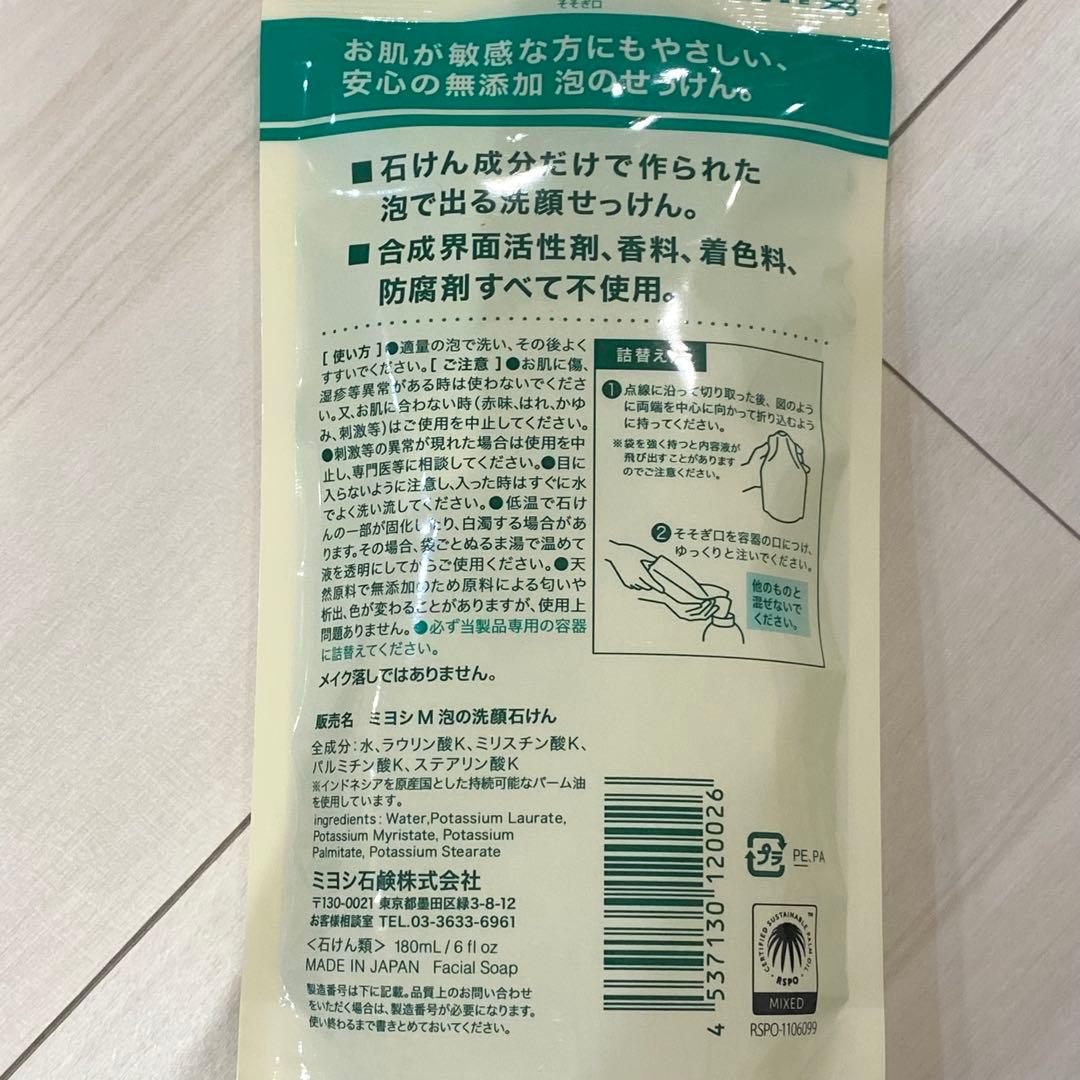 そそぎ口
お肌が敏感な方にもやさしい、
安心の無添加 泡のせっけん。
■石けん成分だけで作られた
泡で出る洗顔せっけん。
■合成界面活性剤、香料、着色料、
防腐剤すべて不使用。
[ 使い方 ]●適量の泡で洗い、その後よく
すすいでください。[ ご注意 ]●お肌に傷、
湿疹等異常がある時は使わないでくださ
い。又、お肌に合わない時(赤味、はれ、かゆ
み、刺激等)はご使用を中止してください。
●刺激等の異常が現れた場合は使用を中
止し、専門医等に相談してください。●目に
入らないように注意し、入った時はすぐに水
でよく洗い流してください。●低温で石け
んの一部が固化したり、白濁する場合があ
ります。その場合、袋ごとぬるま湯で温めて
液を透明にしてからご使用ください。●天
然原料で無添加のため原料による匂いや
析出、色が変わることがありますが、使用上
問題ありません。●必ず当製品専用の容器
に詰替えてください。
メイク落しではありません。
詰替え
1 点線に沿って切り取った後、図のよう
に両端を中心に向かって折り込むよう
に持ってください。
※袋を強く持つと内容液が
飛び出すことがあります
のでご注意ください。
2 そそぎ口を容器の口につけ、
ゆっくりと注いでください。
他のものと
混ぜないで
ください。
販売名 ミヨシM 泡の洗顔石けん
全成分:水、ラウリン酸K、ミリスチン酸K、
パルミチン酸K、ステアリン酸K
※インドネシアを原産国とした持続可能なパーム油
を使用しています。
ingredients: Water,Potassium Laurate,
Potassium Myristate, Potassium
Palmitate, Potassium Stearate
ミヨシ石鹸株式会社
〒130-0021 東京都墨田区緑3-8-12
お客様相談室 TEL.03-3633-6961
<石けん類> 180mL / 6 fl oz
MADE IN JAPAN Facial Soap
製造番号は下に記載。品質上のお問い合わせ
をいただく場合は、製造番号が必要になります。
使い終わるまで書きとめておいてください。
4 537130 120026
プラ
PE、PA
CERTIFIED SUSTAINABLE PALM OIL
RSPO
TM
MIXED
RSPO-1106099